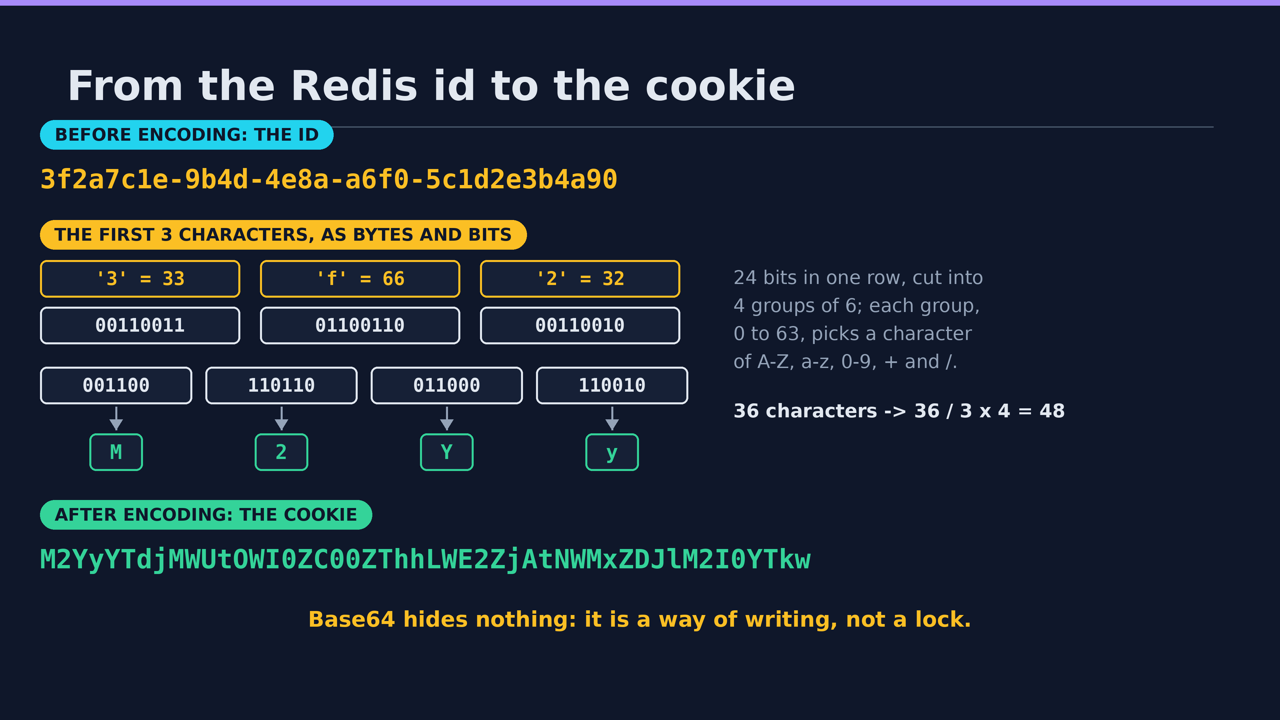 From the Redis id to the cookie
BEFORE ENCODING: THE ID
3f2a7c1e-9b4d-4e8a-a6f0-5c1d2e3b4a90
THE FIRST 3 CHARACTERS, AS BYTES AND BITS
'3' = 33 'f' = 66 '2' = 32
00110011 01100110 00110010
001100 110110 011000 110010
M 2 Y y
24 bits in one row, cut into
4 groups of 6; each group,
0 to 63, picks a character
of A-Z, a-z, 0-9, + and /.
36 characters -> 36 / 3 x 4 = 48
AFTER ENCODING: THE COOKIE
M2YyYTdjMWUtOWI0ZC00ZThhLWE2ZjAtNWMxZDJlM2I0YTkw
Base64 hides nothing: it is a way of writing, not a lock.